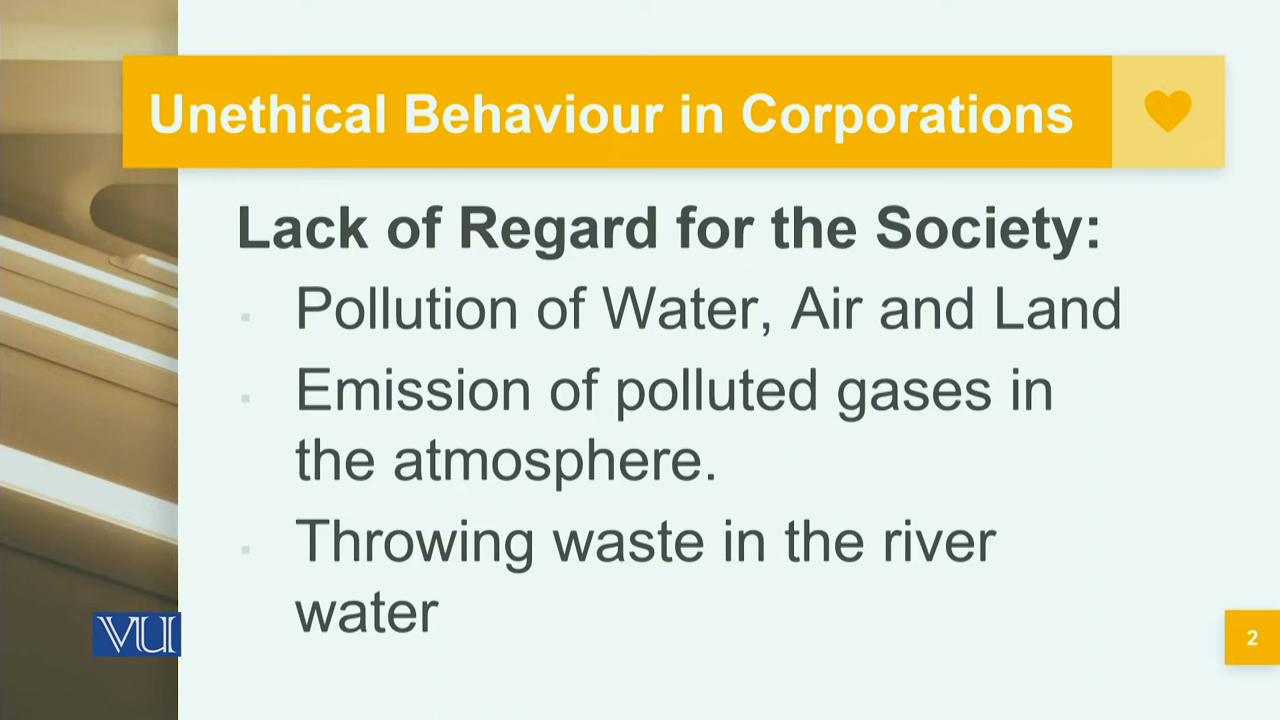 Unethical Behaviour in Corporations
Lack of Regard for the Society:
Pollution of Water, Air and Land
Emission of polluted gases in
the atmosphere.
Throwing waste in the river
water
VU
2